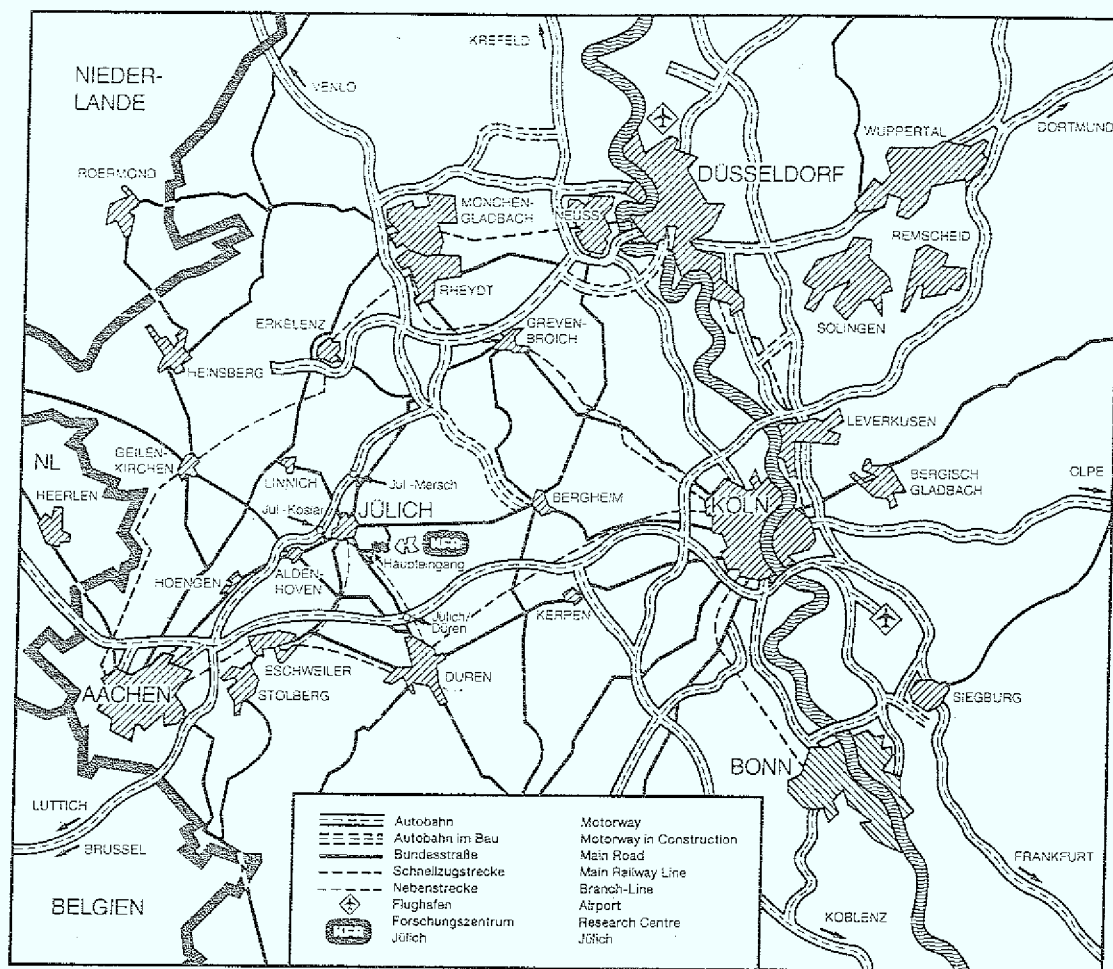 KREFELD
NIEDER-
LANDE
VENLO
WUPPERTAL
DORTMUND
DÜSSELDORF
ROERMOND
MÖNCHEN-
GLADBACH
NEUSS
REMSCHEID
RHEYDT
ERKELENZ
GREVEN-
BROICH
SOLINGEN
HEINSBERG
LEVERKUSEN
GEILEN-
KIRCHEN
NL
LINNICH
Jül.-Mersch
BERGISCH
GLADBACH
OLPE
HEERLEN
Jül.-Koslar
JÜLICH
BERGHEIM
KÖLN
KFA
Haupteingang
HOENGEN
ALDEN-
HOVEN
Jülich/
Düren
KERPEN
ESCHWEILER
DÜREN
AACHEN
STOLBERG
SIEGBURG
BONN
LÜTTICH
BRÜSSEL
FRANKFURT
BELGIEN
KOBLENZ
Autobahn Motorway
Autobahn im Bau Motorway in Construction
Bundesstraße Main Road
Schnellzugstrecke Main Railway Line
Nebenstrecke Branch-Line
Flughafen Airport
KFA Forschungszentrum Research Centre
Jülich Jülich